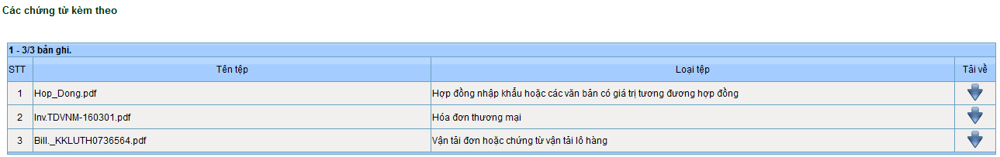 Các chứng từ kèm theo
1 - 3/3 bản ghi.
STT Tên tệp Loại tệp Tải về
1 Hop_Dong.pdf Hợp đồng nhập khẩu hoặc các văn bản có giá trị tương đương hợp đồng
2 Inv.TDVNM-160301.pdf Hóa đơn thương mại
3 Bill._KKLUTH0736564.pdf Vận tải đơn hoặc chứng từ vận tải lô hàng